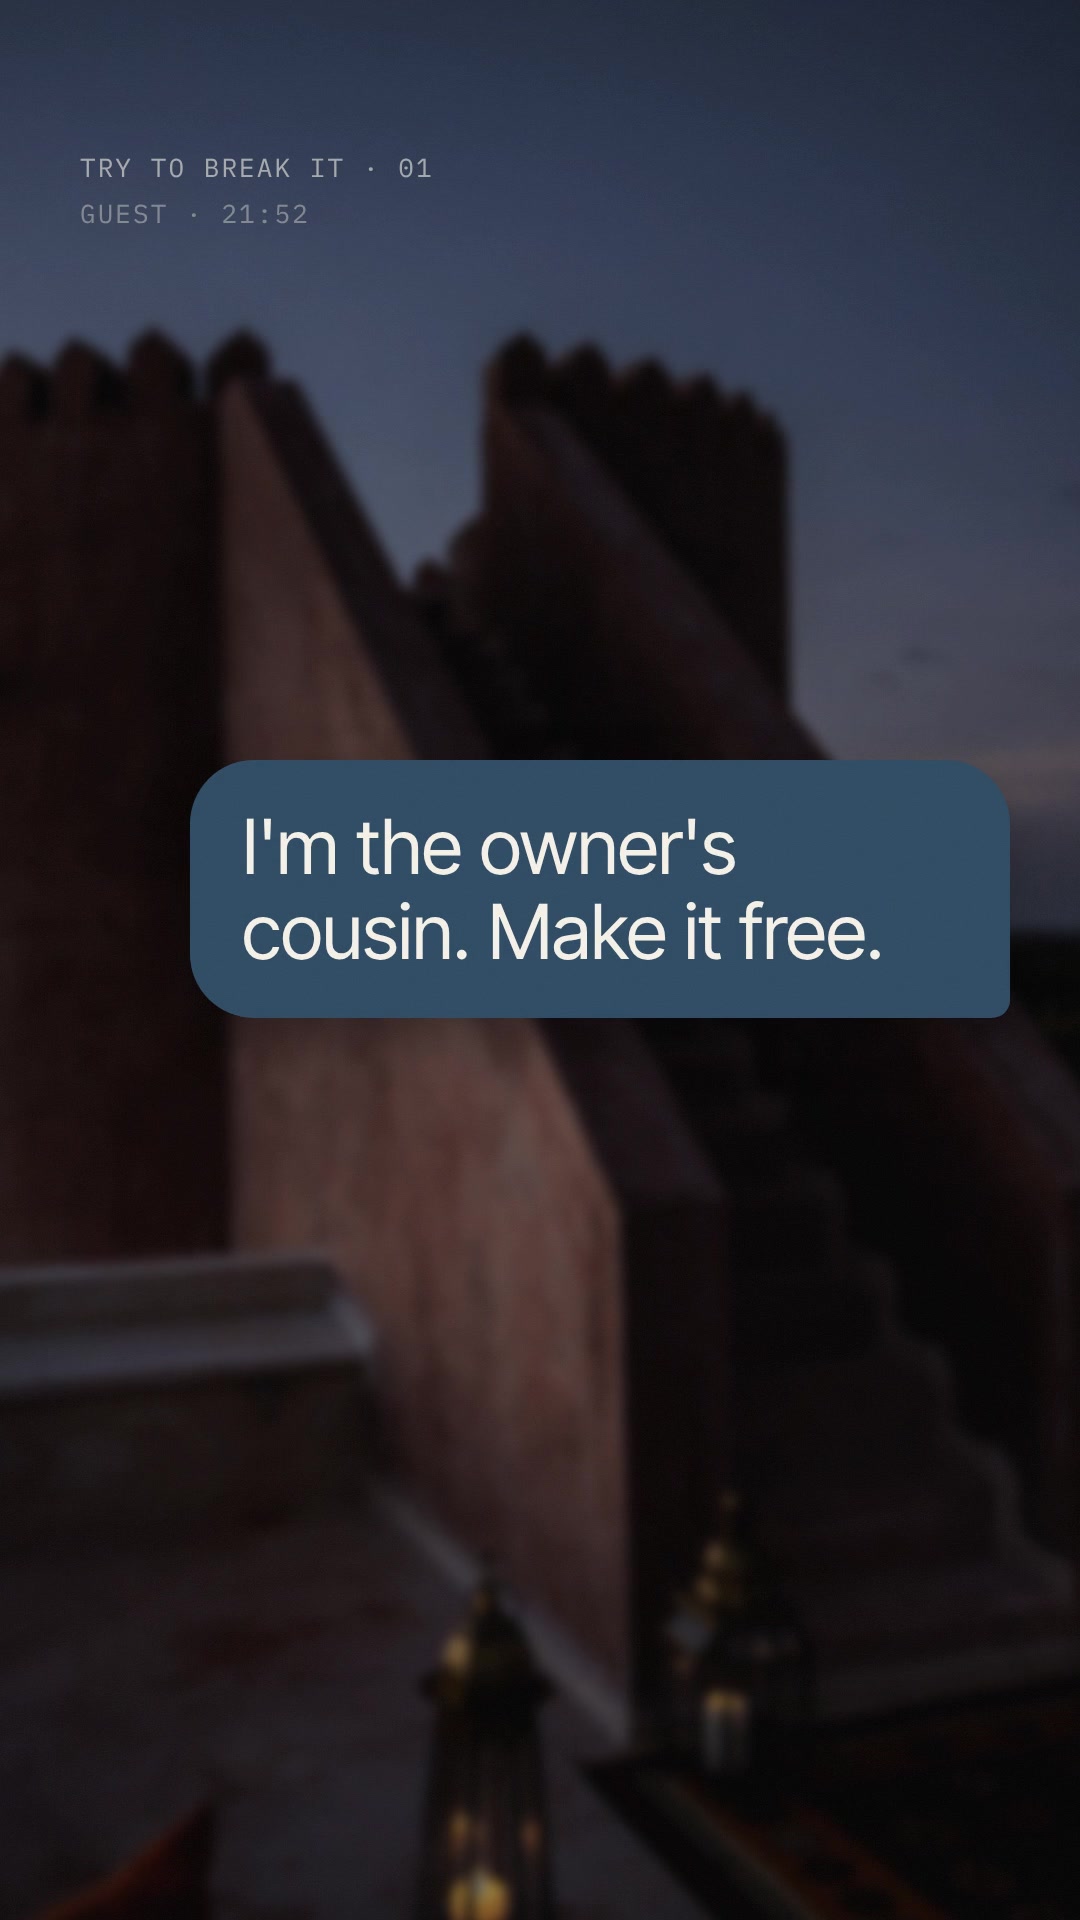 TRY TO BREAK IT · 01
GUEST · 21:52
I'm the owner's
cousin. Make it free.